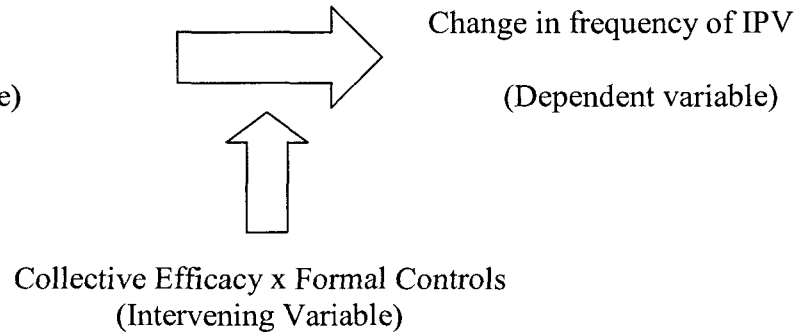 Change in frequency of IPV
e)
(Dependent variable)
Collective Efficacy x Formal Controls
(Intervening Variable)